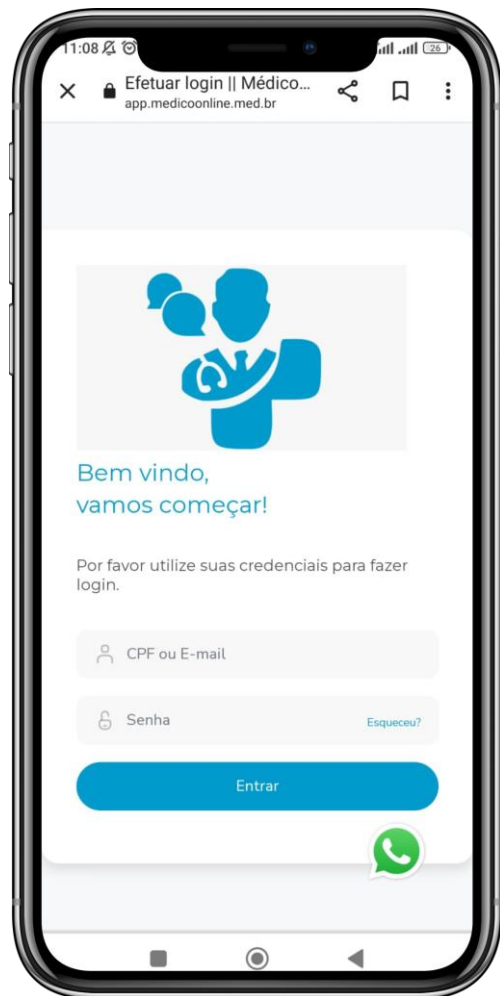 11:08
26
Efetuar login || Médico...
app.medicoonline.med.br
Bem vindo,
vamos começar!
Por favor utilize suas credenciais para fazer
login.
CPF ou E-mail
Senha
Esqueceu?
Entrar